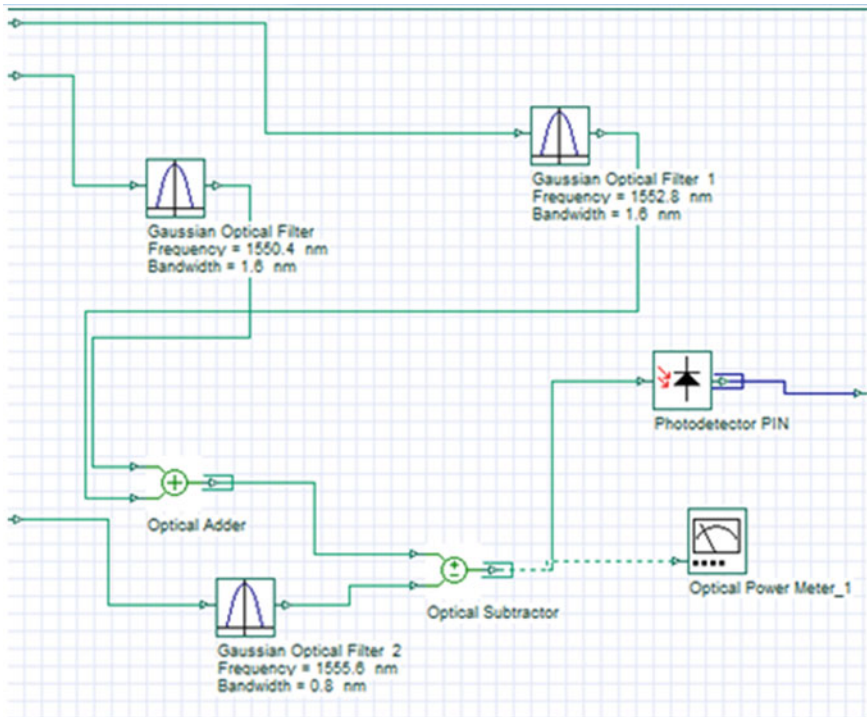 Gaussian Optical Filter 1
Frequency = 1552.8 nm
Bandwidth = 1.6 nm
Gaussian Optical Filter
Frequency = 1550.4 nm
Bandwidth = 1.6 nm
Photodetector PIN
Optical Adder
Optical Power Meter_1
Optical Subtractor
Gaussian Optical Filter 2
Frequency = 1555.6 nm
Bandwidth = 0.8 nm